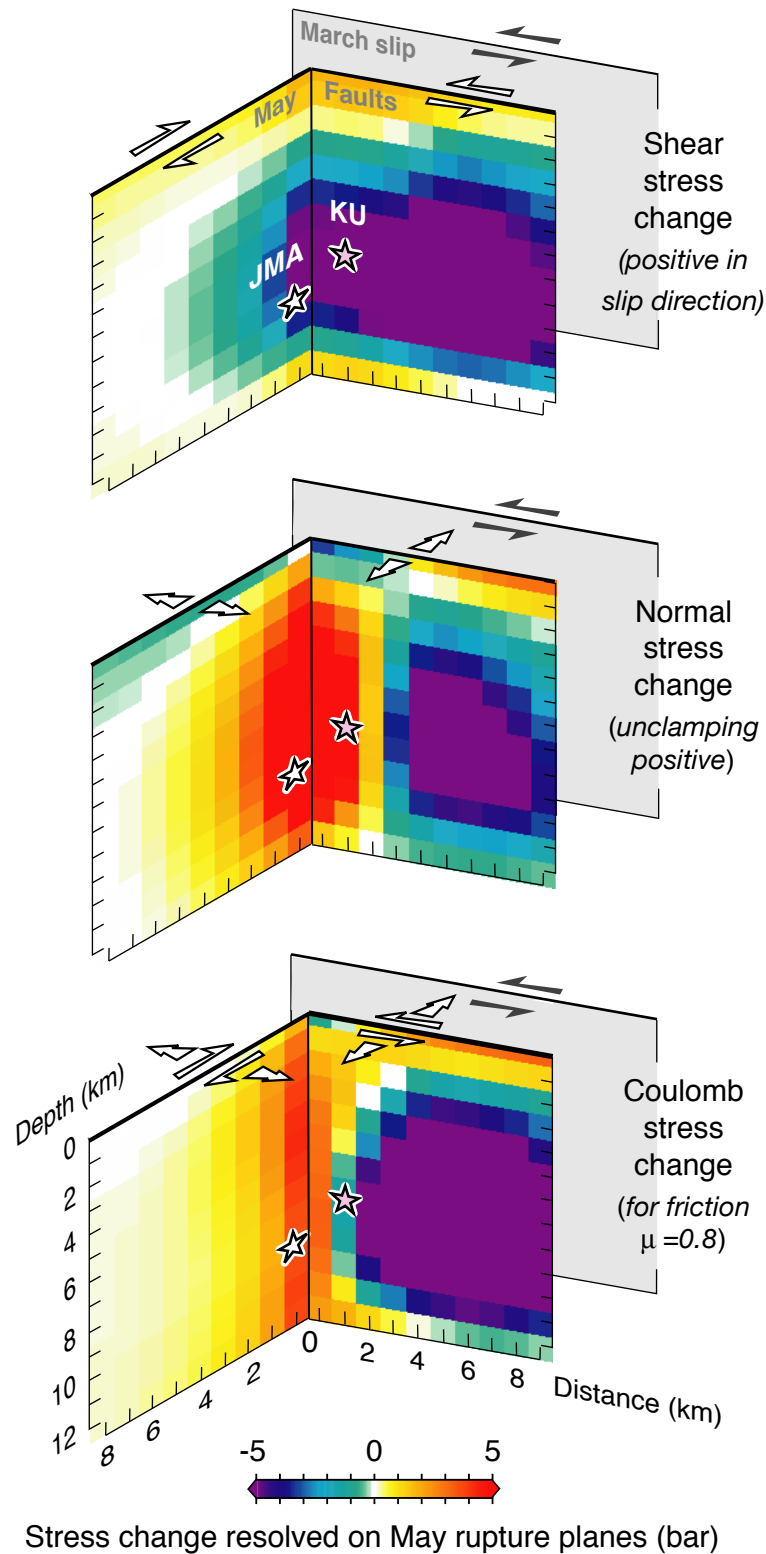 March slip
May
Faults
KU
JMA
Shear
stress
change
(positive in
slip direction)
Normal
stress
change
(unclamping
positive)
Coulomb
stress
change
(for friction
μ =0.8)
Depth (km)
0
2
4
6
8
10
12
8
6
4
2
0
2
4
6
8
Distance (km)
-5
0
5
Stress change resolved on May rupture planes (bar)